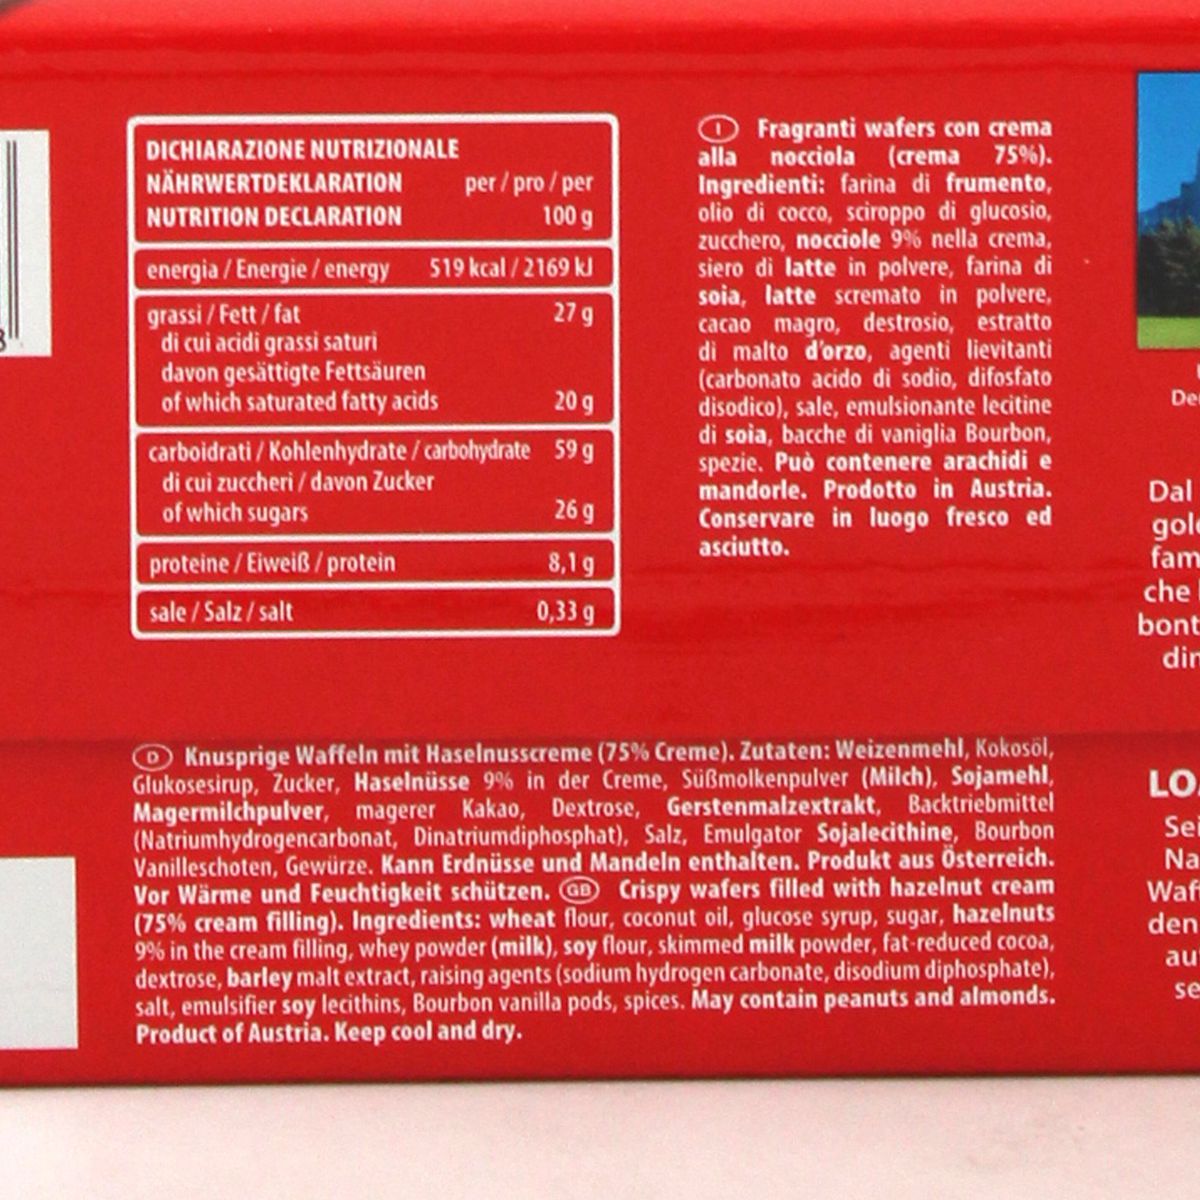 DICHIARAZIONE NUTRIZIONALE
NÄHRWERTDEKLARATION per / pro / per
NUTRITION DECLARATION 100 g
energia / Energie / energy 519 kcal / 2169 kJ
grassi / Fett / fat 27 g
di cui acidi grassi saturi
davon gesättigte Fettsäuren
of which saturated fatty acids 20 g
carboidrati / Kohlenhydrate / carbohydrate 59 g
di cui zuccheri / davon Zucker
of which sugars 26 g
proteine / Eiweiß / protein 8,1 g
sale / Salz / salt 0,33 g
I Fragranti wafers con crema
alla nocciola (crema 75%).
Ingredienti: farina di frumento,
olio di cocco, sciroppo di glucosio,
zucchero, nocciole 9% nella crema,
siero di latte in polvere, farina di
soia, latte scremato in polvere,
cacao magro, destrosio, estratto
di malto d'orzo, agenti lievitanti
(carbonato acido di sodio, difosfato
disodico), sale, emulsionante lecitine
di soia, bacche di vaniglia Bourbon,
spezie. Può contenere arachidi e
mandorle. Prodotto in Austria.
Conservare in luogo fresco ed
asciutto.
D Knusprige Waffeln mit Haselnusscreme (75% Creme). Zutaten: Weizenmehl, Kokosöl,
Glukosesirup, Zucker, Haselnüsse 9% in der Creme, Süßmolkenpulver (Milch), Sojamehl,
Magermilchpulver, magerer Kakao, Dextrose, Gerstenmalzextrakt, Backtriebmittel
(Natriumhydrogencarbonat, Dinatriumdiphosphat), Salz, Emulgator Sojalecithine, Bourbon
Vanilleschoten, Gewürze. Kann Erdnüsse und Mandeln enthalten. Produkt aus Österreich.
Vor Wärme und Feuchtigkeit schützen. GB Crispy wafers filled with hazelnut cream
(75% cream filling). Ingredients: wheat flour, coconut oil, glucose syrup, sugar, hazelnuts
9% in the cream filling, whey powder (milk), soy flour, skimmed milk powder, fat-reduced cocoa,
dextrose, barley malt extract, raising agents (sodium hydrogen carbonate, disodium diphosphate),
salt, emulsifier soy lecithins, Bourbon vanilla pods, spices. May contain peanuts and almonds.
Product of Austria. Keep cool and dry.
Dal
che